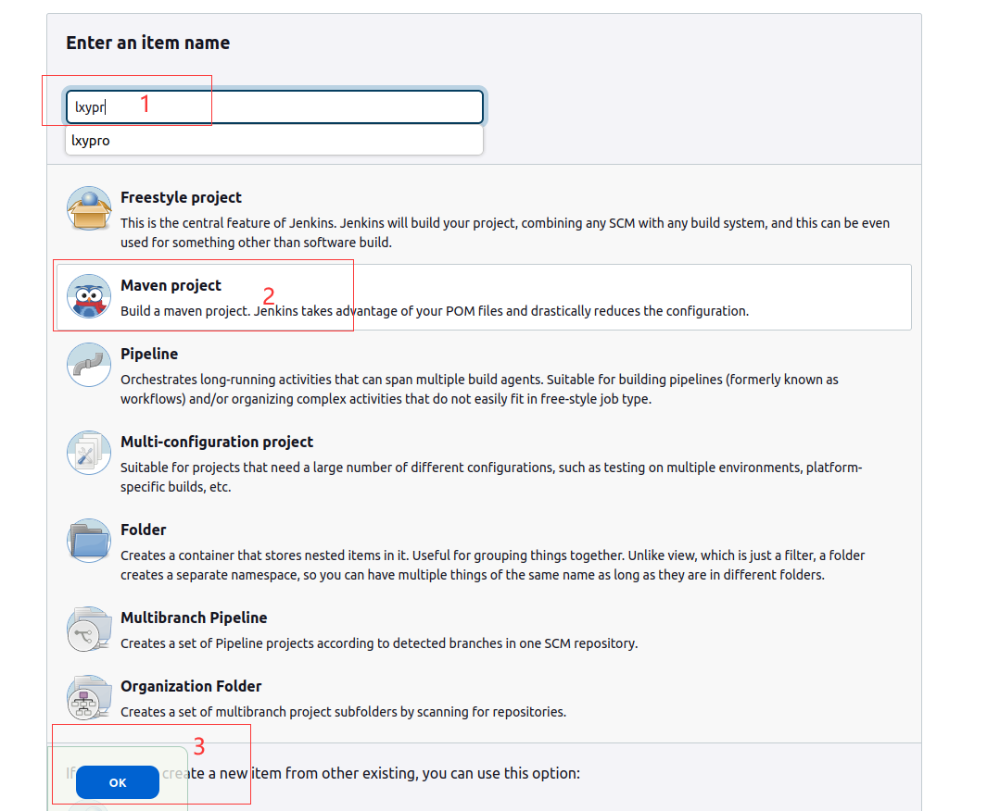 Enter an item name
lxypr
1
lxypro
Freestyle project
This is the central feature of Jenkins. Jenkins will build your project, combining any SCM with any build system, and this can be even
used for something other than software build.
Maven project
2
Build a maven project. Jenkins takes advantage of your POM files and drastically reduces the configuration.
Pipeline
Orchestrates long-running activities that can span multiple build agents. Suitable for building pipelines (formerly known as
workflows) and/or organizing complex activities that do not easily fit in free-style job type.
Multi-configuration project
Suitable for projects that need a large number of different configurations, such as testing on multiple environments, platform-
specific builds, etc.
Folder
Creates a container that stores nested items in it. Useful for grouping things together. Unlike view, which is just a filter, a folder
creates a separate namespace, so you can have multiple things of the same name as long as they are in different folders.
Multibranch Pipeline
Creates a set of Pipeline projects according to detected branches in one SCM repository.
Organization Folder
Creates a set of multibranch project subfolders by scanning for repositories.
3
If create a new item from other existing, you can use this option:
OK